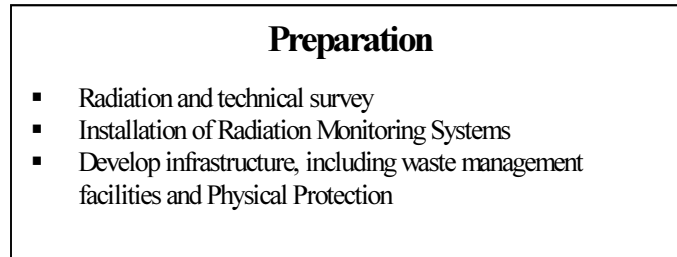 Preparation
▪ Radiation and technical survey
▪ Installation of Radiation Monitoring Systems
▪ Develop infrastructure, including waste management
facilities and Physical Protection